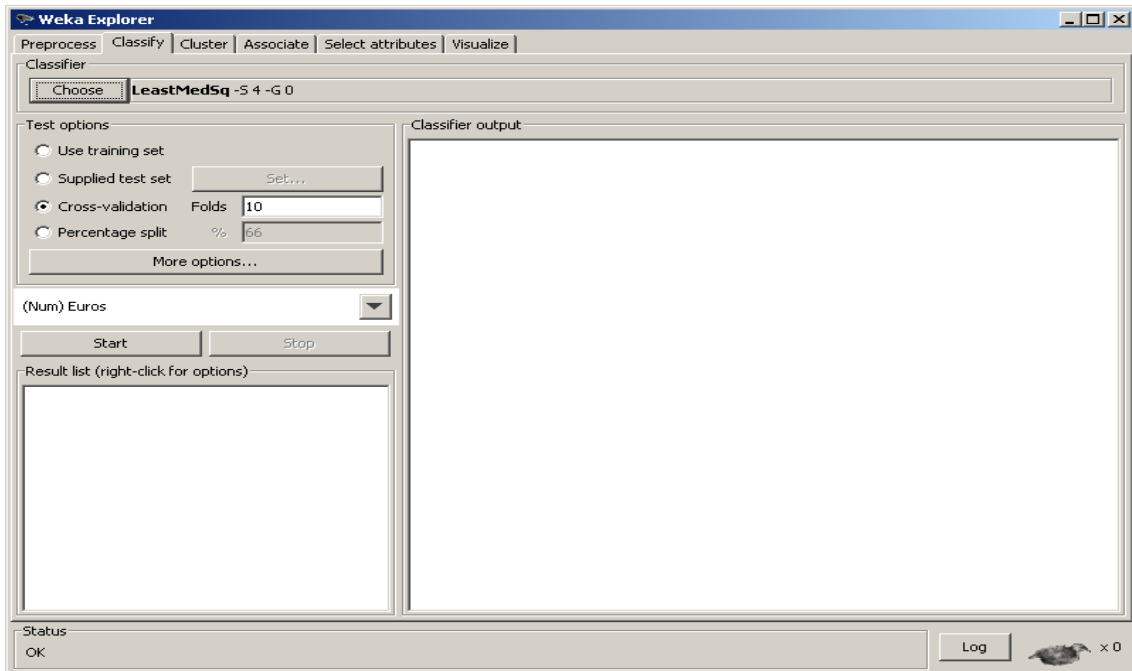 Weka Explorer
Preprocess Classify Cluster Associate Select attributes Visualize
Classifier
Choose LeastMedSq -S 4 -G 0
Test options
Use training set
Supplied test set Set...
Cross-validation Folds 10
Percentage split % 66
More options...
(Num) Euros
Start Stop
Result list (right-click for options)
Classifier output
Status
OK
Log x 0